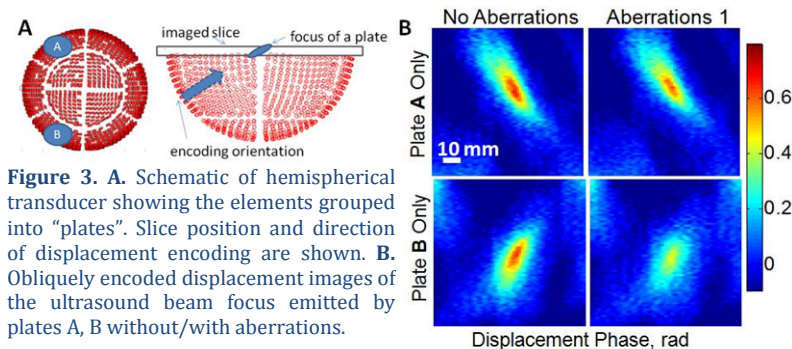 A
A
B
imaged slice
focus of a plate
encoding orientation
Figure 3. A. Schematic of hemispherical
transducer showing the elements grouped
into “plates”. Slice position and direction
of displacement encoding are shown. B.
Obliquely encoded displacement images of
the ultrasound beam focus emitted by
plates A, B without/with aberrations.
B
No Aberrations
Aberrations 1
Plate A Only
10 mm
Plate B Only
0.6
0.4
0.2
0
Displacement Phase, rad